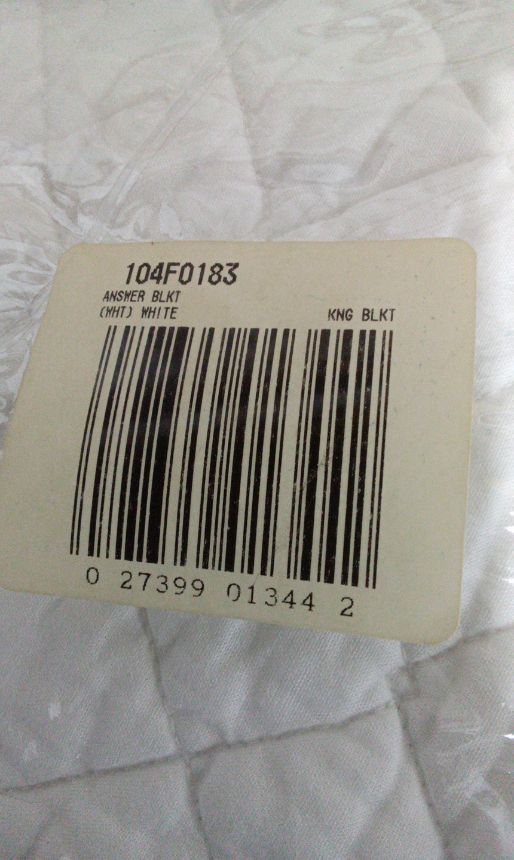 104F0183
ANSWER BLKT
(WHT) WHITE KNG BLKT
0 27399 01344 2